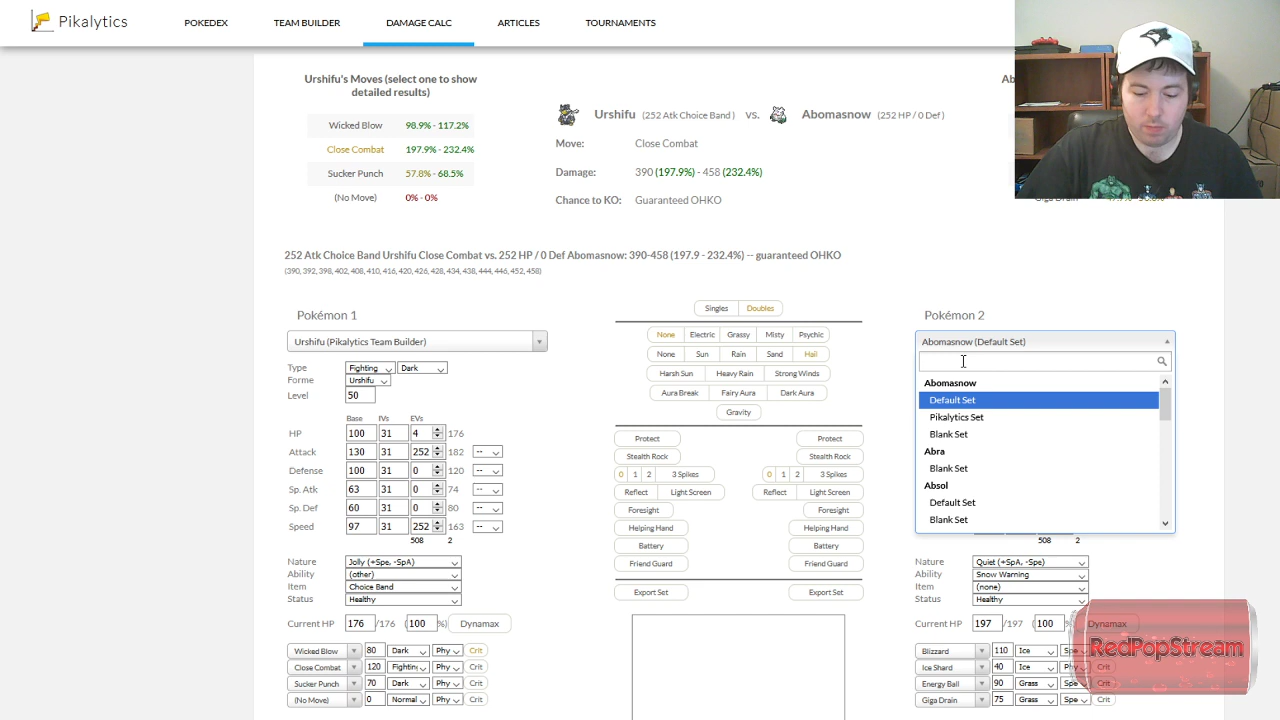 Pikalytics
POKEDEX
TEAM BUILDER
DAMAGE CALC
ARTICLES
TOURNAMENTS
Urshifu's Moves (select one to show
detailed results)
Wicked Blow 98.9% - 117.2%
Close Combat 197.9% - 232.4%
Sucker Punch 57.8% - 68.5%
(No Move) 0% - 0%
Urshifu (252 Atk Choice Band ) vs. Abomasnow (252 HP / 0 Def )
Move: Close Combat
Damage: 390 (197.9%) - 458 (232.4%)
Chance to KO: Guaranteed OHKO
Ab
Giga Drain
252 Atk Choice Band Urshifu Close Combat vs. 252 HP / 0 Def Abomasnow: 390-458 (197.9 - 232.4%) -- guaranteed OHKO
(390, 392, 398, 402, 408, 410, 416, 420, 426, 428, 434, 438, 444, 446, 452, 458)
Pokémon 1
Urshifu (Pikalytics Team Builder)
Type Fighting Dark
Forme Urshifu
Level 50
Base IVs EVs
HP 100 31 4 176
Attack 130 31 252 182 --
Defense 100 31 0 120 --
Sp. Atk 63 31 0 74 --
Sp. Def 60 31 0 80 --
Speed 97 31 252 163 --
508 2
Nature Jolly (+Spe, -SpA)
Ability (other)
Item Choice Band
Status Healthy
Current HP 176 /176 ( 100 %) Dynamax
Wicked Blow 80 Dark Phy Crit
Close Combat 120 Fighting Phy Crit
Sucker Punch 70 Dark Phy Crit
(No Move) 0 Normal Phy Crit
Singles Doubles
None Electric Grassy Misty Psychic
None Sun Rain Sand Hail
Harsh Sun Heavy Rain Strong Winds
Aura Break Fairy Aura Dark Aura
Gravity
Protect Protect
Stealth Rock Stealth Rock
0 1 2 3 Spikes 0 1 2 3 Spikes
Reflect Light Screen Reflect Light Screen
Foresight Foresight
Helping Hand Helping Hand
Battery Battery
Friend Guard Friend Guard
Export Set Export Set
Pokémon 2
Abomasnow (Default Set)
Abomasnow
Default Set
Pikalytics Set
Blank Set
Abra
Blank Set
Absol
Default Set
Blank Set
508 2
Nature Quiet (+SpA, -Spe)
Ability Snow Warning
Item (none)
Status Healthy
Current HP 197 /197 ( 100 %) Dynamax
Blizzard 110 Ice Spe Crit
Ice Shard 40 Ice Phy Crit
Energy Ball 90 Grass Spe Crit
Giga Drain 75 Grass Spe Crit
RedPopStream